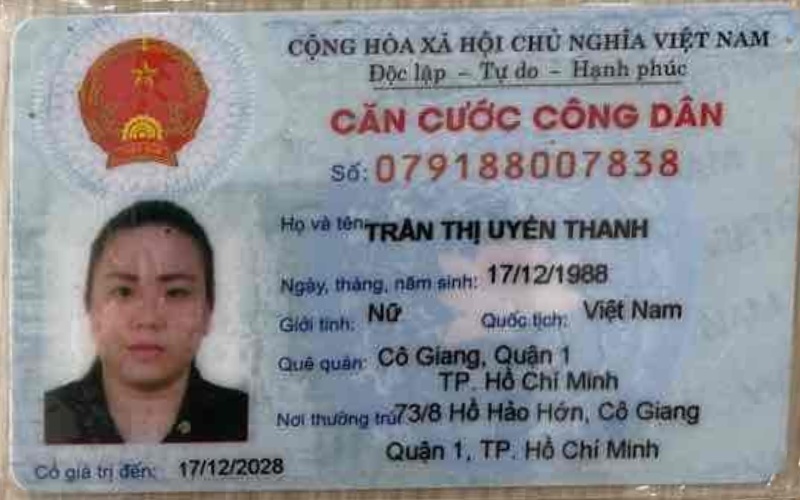 CỘNG HÒA XÃ HỘI CHỦ NGHĨA VIỆT NAM
Độc lập - Tự do - Hạnh phúc
CĂN CƯỚC CÔNG DÂN
Số: 079188007838
Họ và tên: TRẦN THỊ UYÊN THANH
Ngày, tháng, năm sinh: 17/12/1988
Giới tính: Nữ Quốc tịch: Việt Nam
Quê quán: Cô Giang, Quận 1
TP. Hồ Chí Minh
Nơi thường trú: 73/8 Hồ Hảo Hớn, Cô Giang
Quận 1, TP. Hồ Chí Minh
Có giá trị đến: 17/12/2028